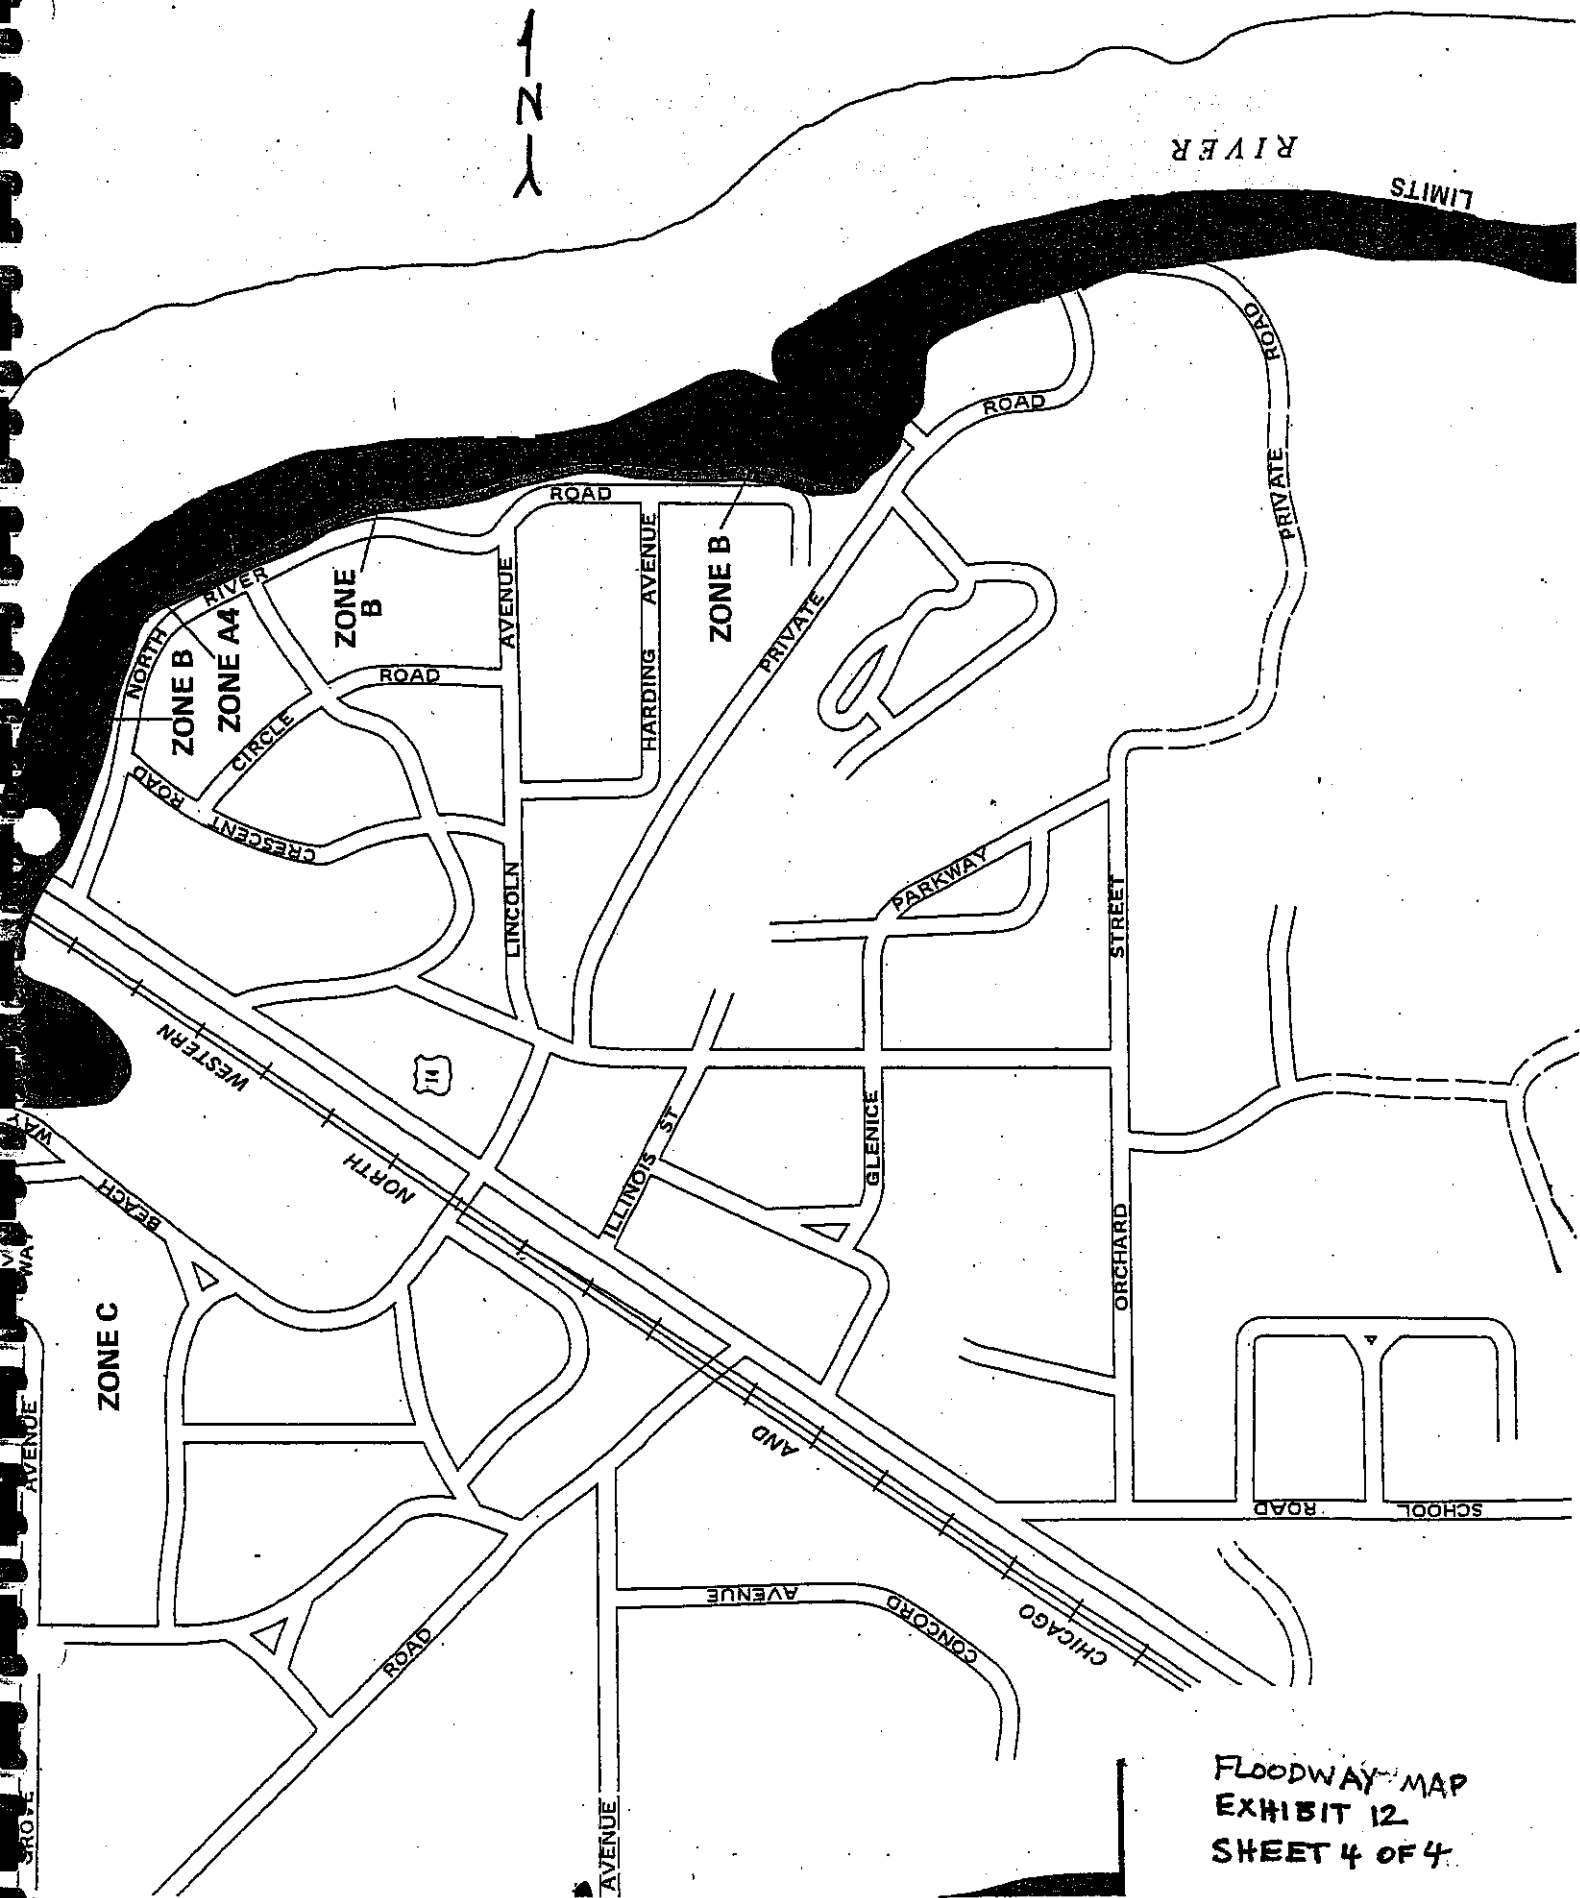 N
RIVER
LIMITS
ROAD
PRIVATE
ROAD
ROAD
ZONE B
AVENUE
HARDING
ZONE
B
AVENUE
LINCOLN
RIVER
NORTH
ZONE A4
ZONE B
ROAD
CIRCLE
ROAD
CRESCENT
PRIVATE
PARKWAY
STREET
ORCHARD
14
WESTERN
NORTH
AND
CHICAGO
ILLINOIS ST
GLENICE
WAY
BEACH
WAY
ZONE C
AVENUE
GROVE
ROAD
AVENUE
CONCORD
AVENUE
SCHOOL
ROAD
FLOODWAY MAP
EXHIBIT 12
SHEET 4 OF 4